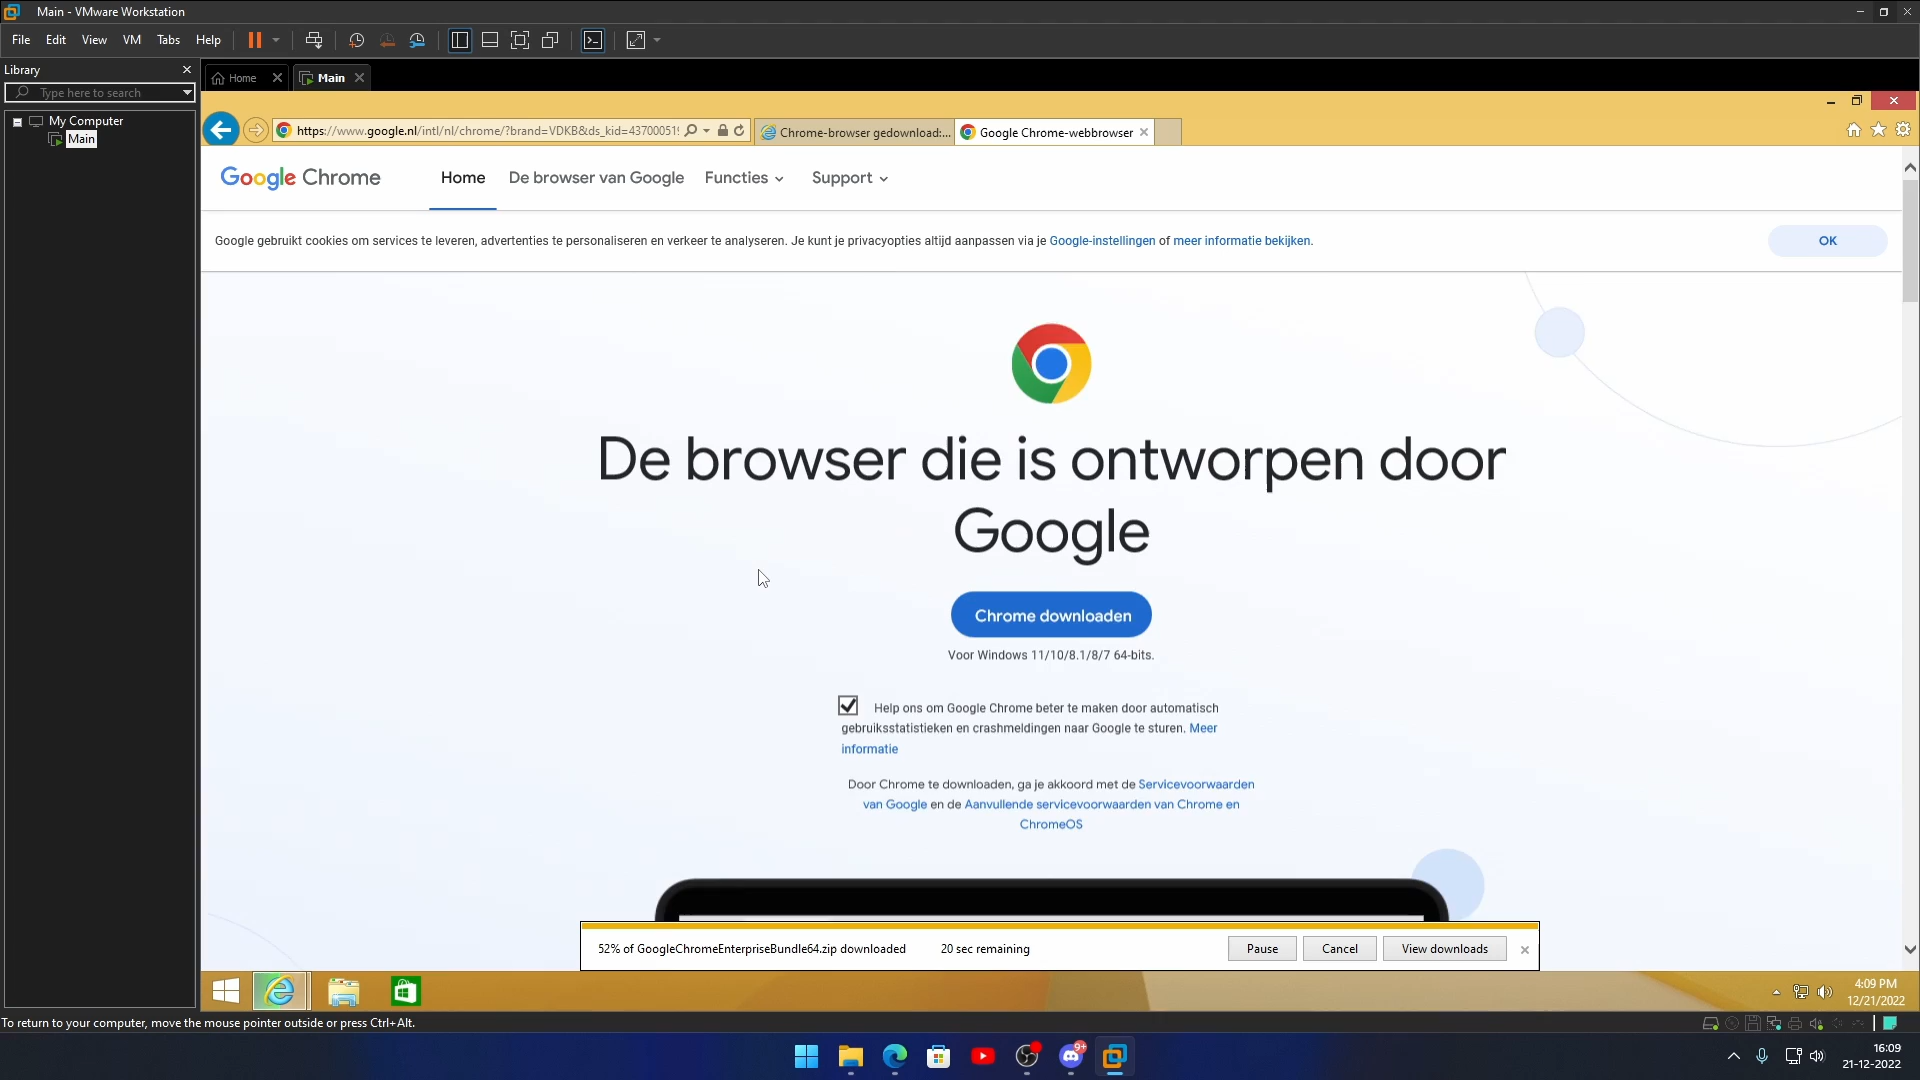 Main - VMware Workstation
File Edit View VM Tabs Help
Library
Home Main
Type here to search
My Computer
Main
https://www.google.nl/intl/nl/chrome/?brand=VDKB&ds_kid=4370005
Chrome-browser gedownload:...
Google Chrome-webbrowser
Google Chrome
Home De browser van Google Functies Support
Google gebruikt cookies om services te leveren, advertenties te personaliseren en verkeer te analyseren. Je kunt je privacyopties altijd aanpassen via je Google-instellingen of meer informatie bekijken.
OK
De browser die is ontworpen door
Google
Chrome downloaden
Voor Windows 11/10/8.1/8/7 64-bits.
Help ons om Google Chrome beter te maken door automatisch
gebruiksstatistieken en crashmeldingen naar Google te sturen. Meer
informatie
Door Chrome te downloaden, ga je akkoord met de Servicevoorwaarden
van Google en de Aanvullende servicevoorwaarden van Chrome en
ChromeOS
52% of GoogleChromeEnterpriseBundle64.zip downloaded 20 sec remaining Pause Cancel View downloads
4:09 PM
12/21/2022
To return to your computer, move the mouse pointer outside or press Ctrl+Alt.
9+
16:09
21-12-2022